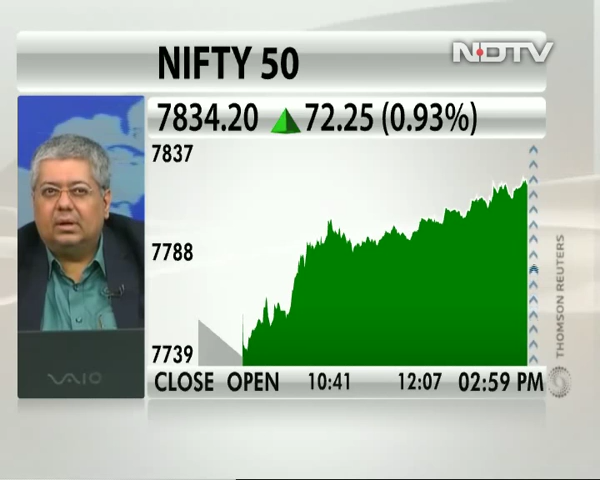 NIFTY 50
NDTV
7834.20 72.25 (0.93%)
7837
7788
7739
CLOSE OPEN 10:41 12:07 02:59 PM
THOMSON REUTERS
VAIO